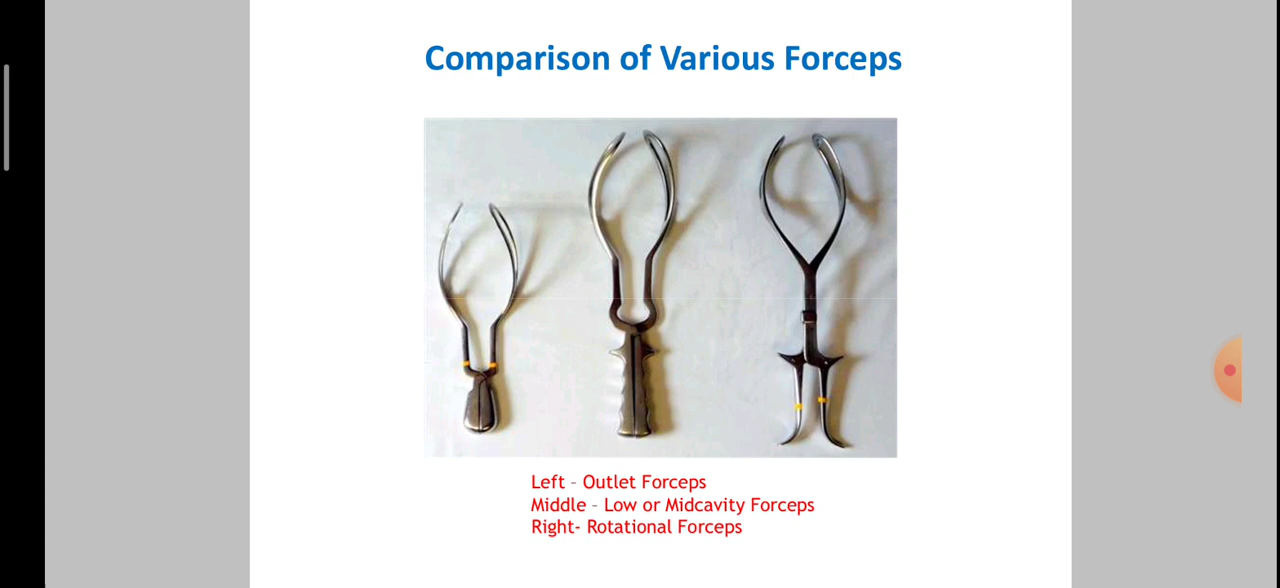 Comparison of Various Forceps
Left – Outlet Forceps
Middle – Low or Midcavity Forceps
Right- Rotational Forceps